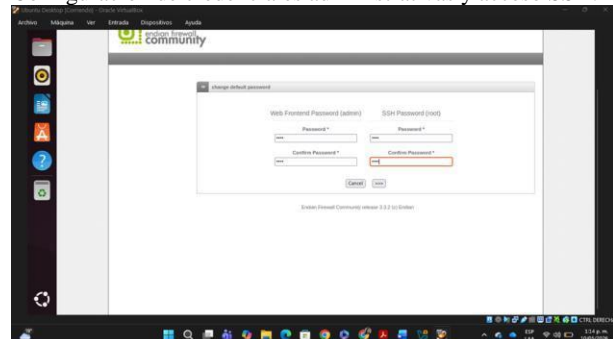 Ubuntu Desktop [Corriendo] - Oracle VirtualBox
Archivo Máquina Ver Entrada Dispositivos Ayuda
endian firewall
community
change default password
Web Frontend Password (admin) SSH Password (root)
Password * Password *
•••• ••••
Confirm Password * Confirm Password *
•••• ••••
Cancel >>>
Endian Firewall Community release 3.3.2 (c) Endian
CTRL DERECHA
ESP
3:14 p. m.